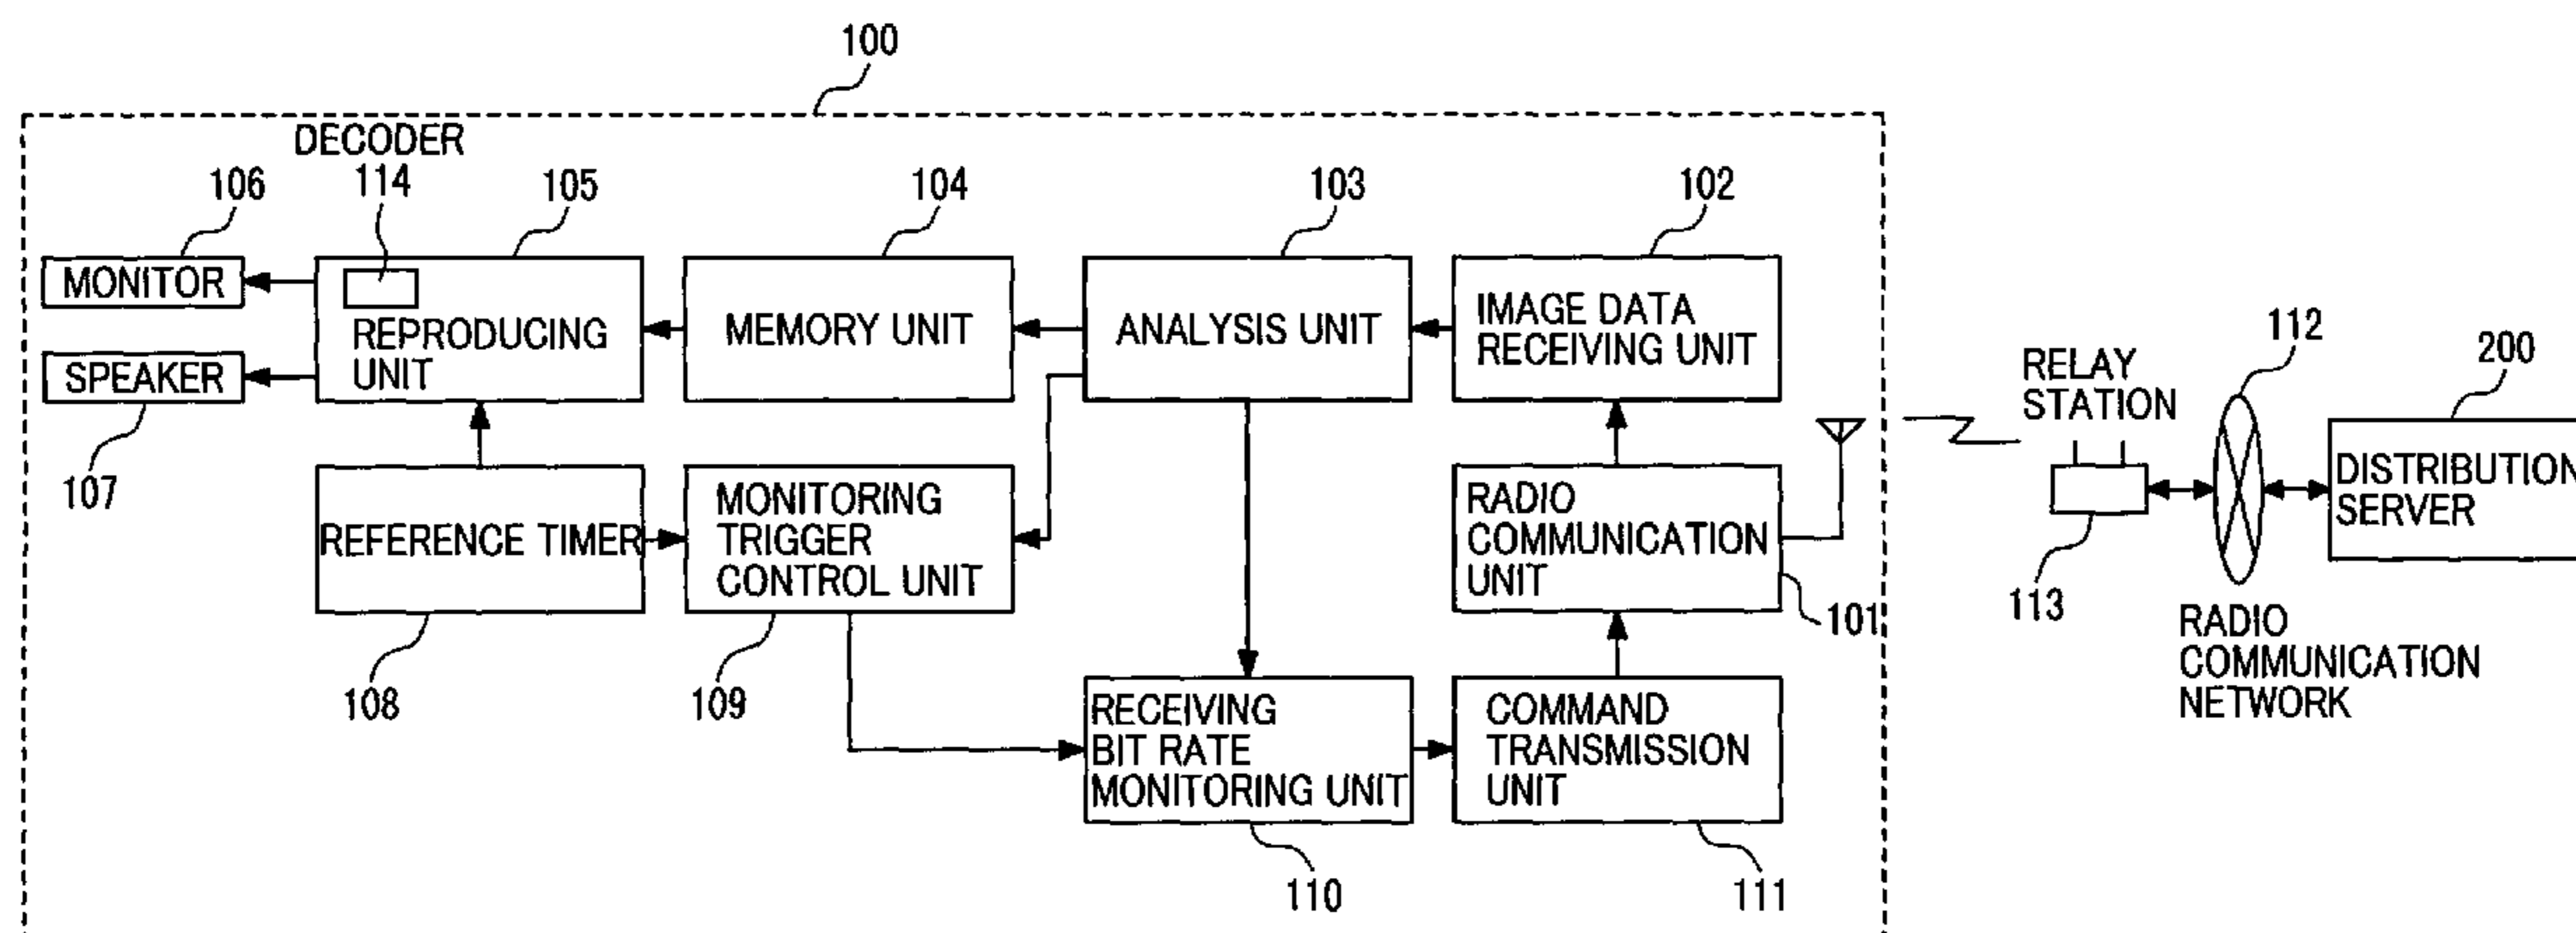 100
DECODER
114
106
105
104
103
102
MONITOR
SPEAKER
107
REPRODUCING
UNIT
MEMORY UNIT
ANALYSIS UNIT
IMAGE DATA
RECEIVING UNIT
REFERENCE TIMER
108
MONITORING
TRIGGER
CONTROL UNIT
109
RADIO
COMMUNICATION
UNIT
101
RECEIVING
BIT RATE
MONITORING UNIT
110
COMMAND
TRANSMISSION
UNIT
111
RELAY
STATION
113
112
RADIO
COMMUNICATION
NETWORK
200
DISTRIBUTION
SERVER